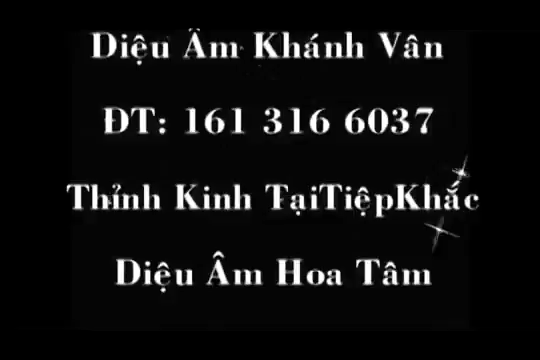 Diệu Âm Khánh Vân
ĐT: 161 316 6037
Thỉnh Kinh TạiTiệpKhắc
Diệu Âm Hoa Tâm